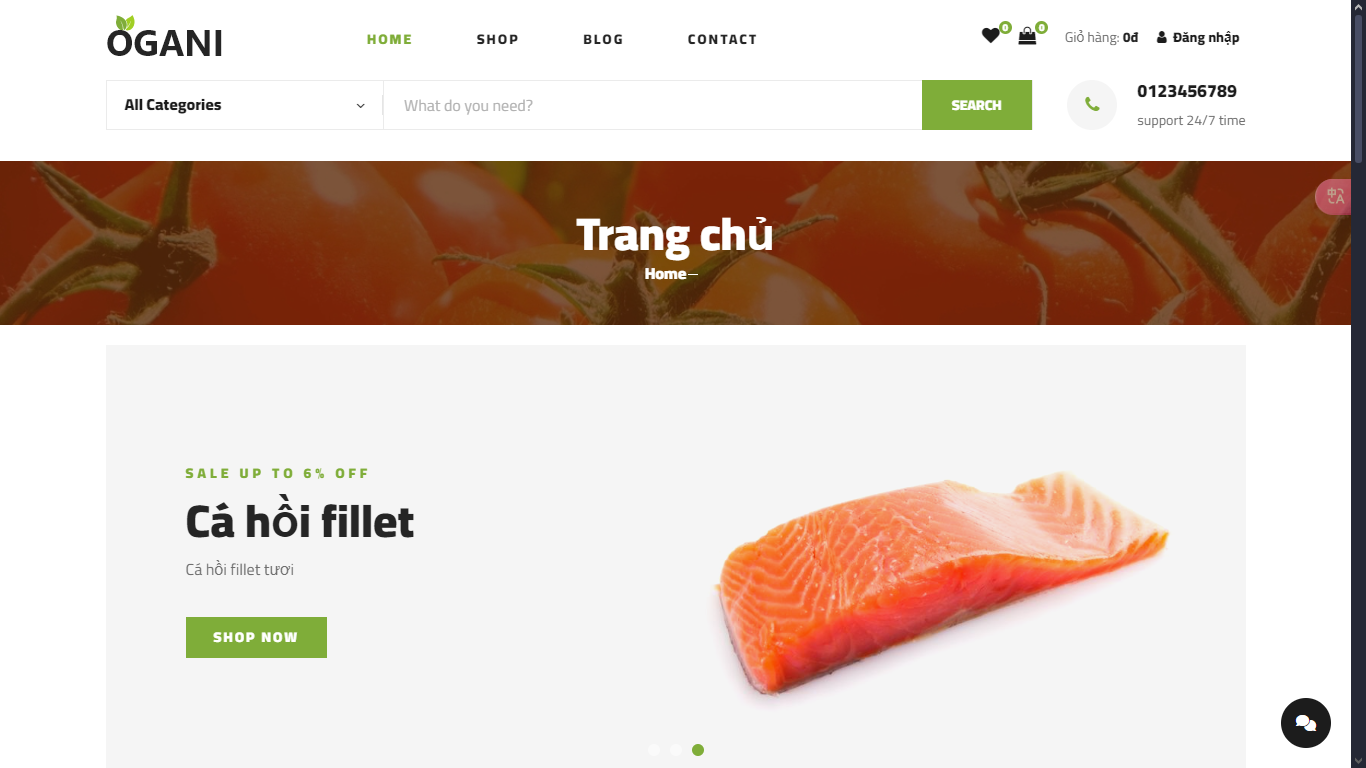 OGANI
HOME SHOP BLOG CONTACT
0 0 Giỏ hàng: 0đ Đăng nhập
All Categories
What do you need?
SEARCH
0123456789
support 24/7 time
Trang chủ
Home
SALE UP TO 6% OFF
Cá hồi fillet
Cá hồi fillet tươi
SHOP NOW